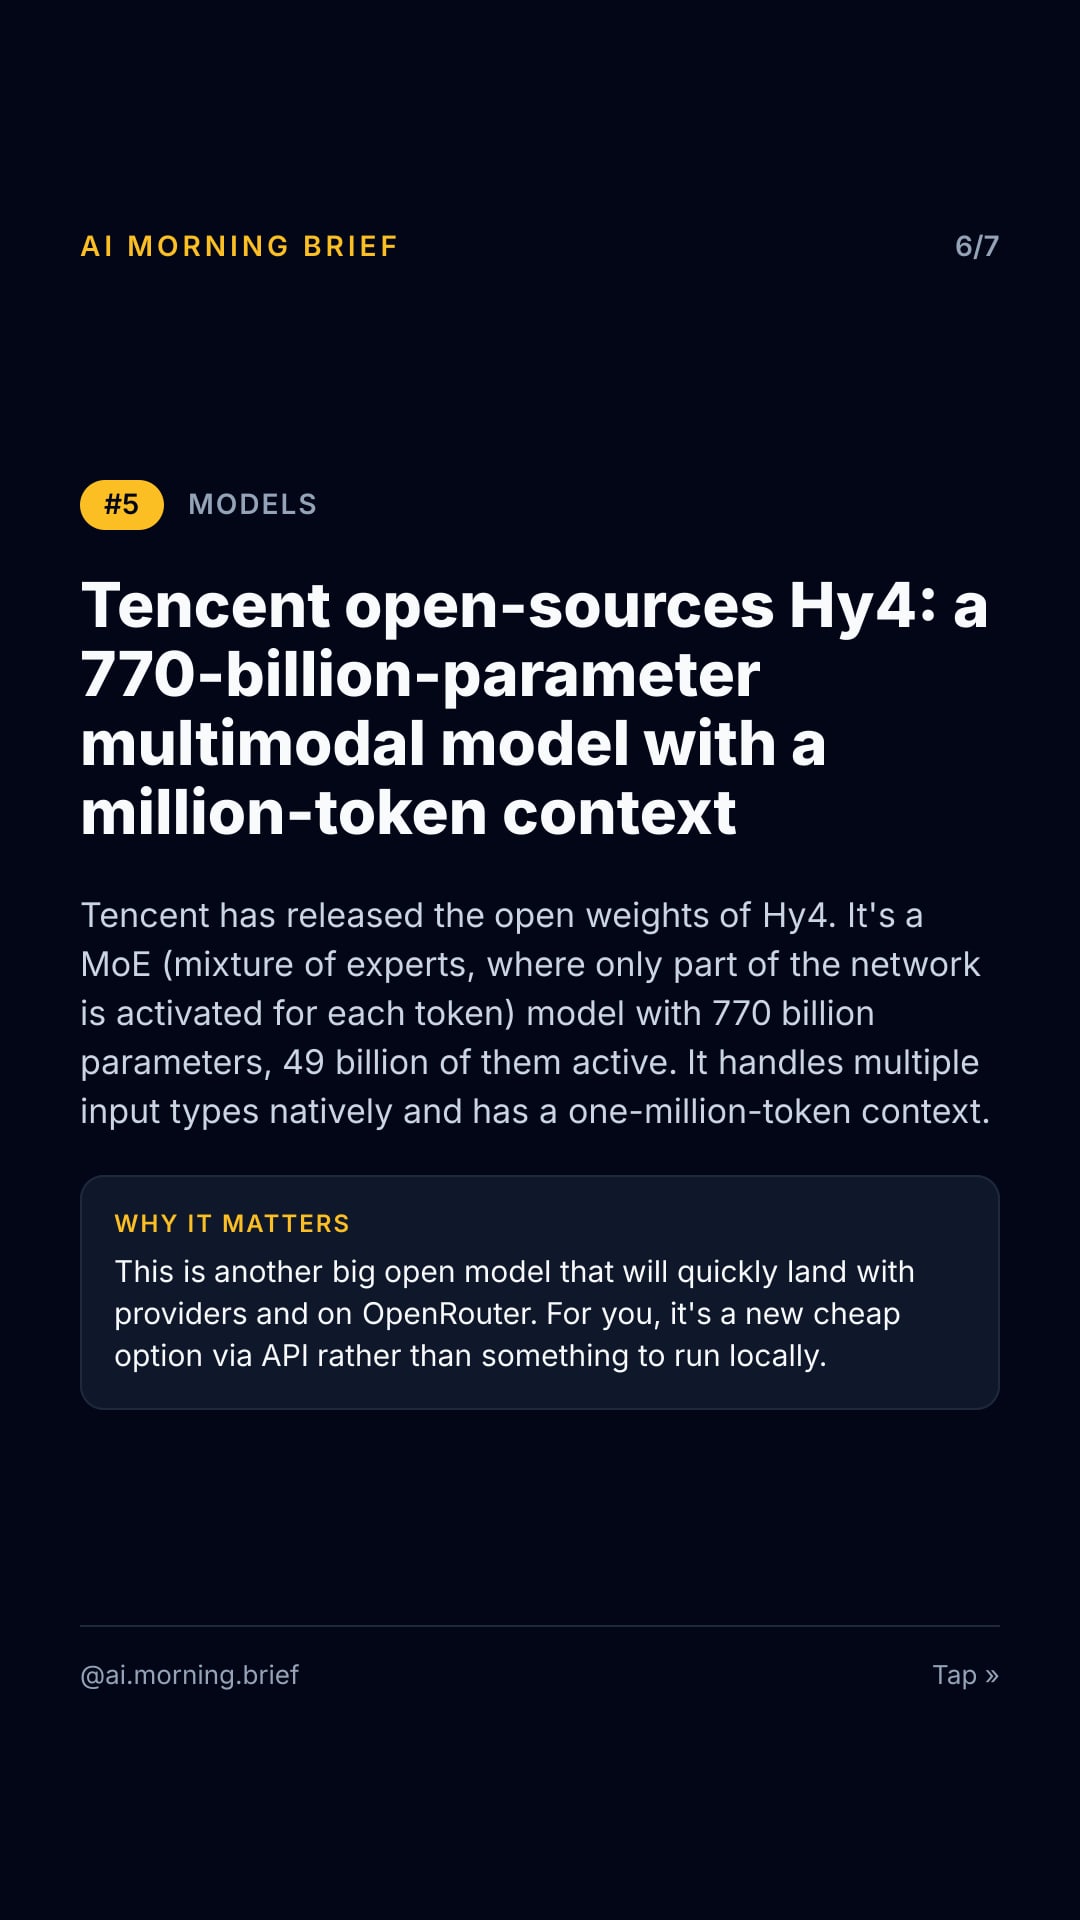 AI MORNING BRIEF
6/7
#5
MODELS
Tencent open-sources Hy4: a
770-billion-parameter
multimodal model with a
million-token context
Tencent has released the open weights of Hy4. It's a
MoE (mixture of experts, where only part of the network
is activated for each token) model with 770 billion
parameters, 49 billion of them active. It handles multiple
input types natively and has a one-million-token context.
WHY IT MATTERS
This is another big open model that will quickly land with
providers and on OpenRouter. For you, it's a new cheap
option via API rather than something to run locally.
@ai.morning.brief
Tap »